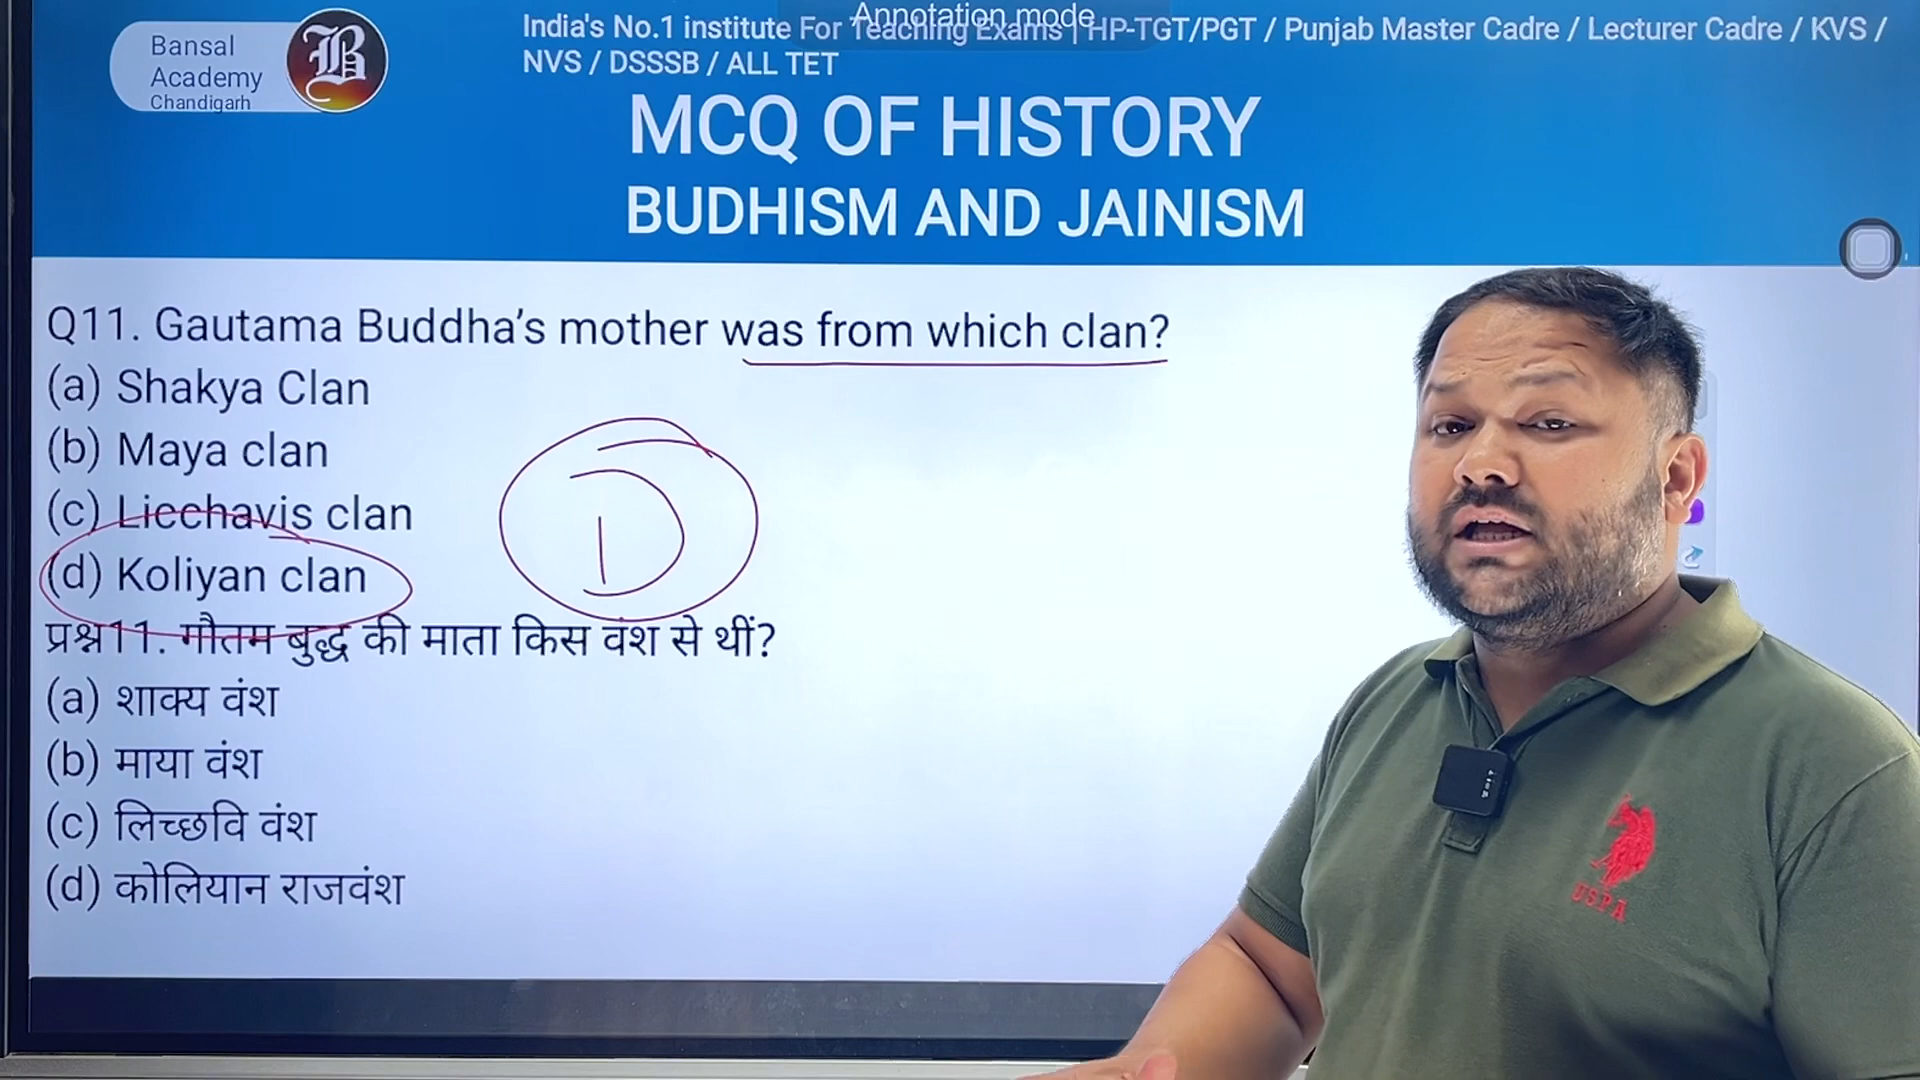 Bansal
Academy
Chandigarh
Annotation mode
India's No.1 institute For Teaching Exams | HP-TGT/PGT / Punjab Master Cadre / Lecturer Cadre / KVS /
NVS / DSSSB / ALL TET
MCQ OF HISTORY
BUDHISM AND JAINISM
Q11. Gautama Buddha's mother was from which clan?
(a) Shakya Clan
(b) Maya clan
(c) Licchavis clan
(d) Koliyan clan
D
प्रश्न11. गौतम बुद्ध की माता किस वंश से थीं?
(a) शाक्य वंश
(b) माया वंश
(c) लिच्छवि वंश
(d) कोलियान राजवंश
USPA